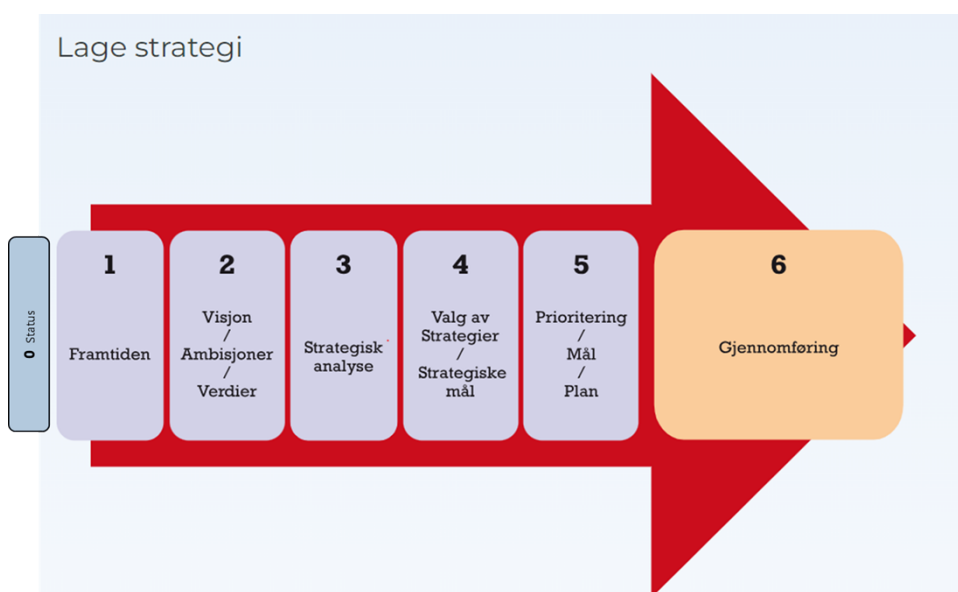 Lage strategi
0 Status
1
Framtiden
2
Visjon
/
Ambisjoner
/
Verdier
3
Strategisk
analyse
4
Valg av
Strategier
/
Strategiske
mål
5
Prioritering
/
Mål
/
Plan
6
Gjennomføring